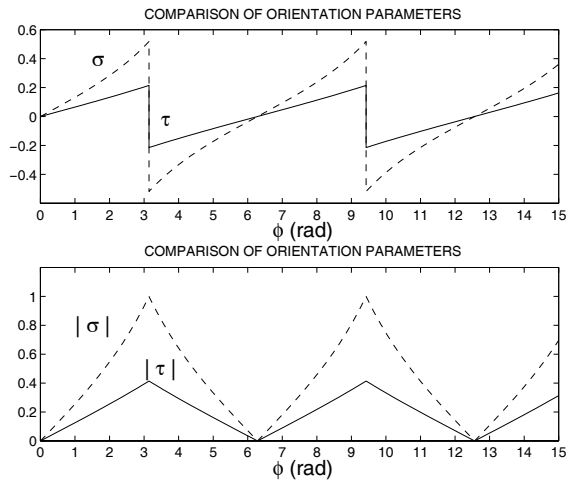 COMPARISON OF ORIENTATION PARAMETERS
0.6
0.4
0.2
0
−0.2
−0.4
σ
τ
0 1 2 3 4 5 6 7 8 9 10 11 12 13 14 15
ϕ (rad)
COMPARISON OF ORIENTATION PARAMETERS
1
0.8
0.6
0.4
0.2
0
| σ |
| τ |
0 1 2 3 4 5 6 7 8 9 10 11 12 13 14 15
ϕ (rad)